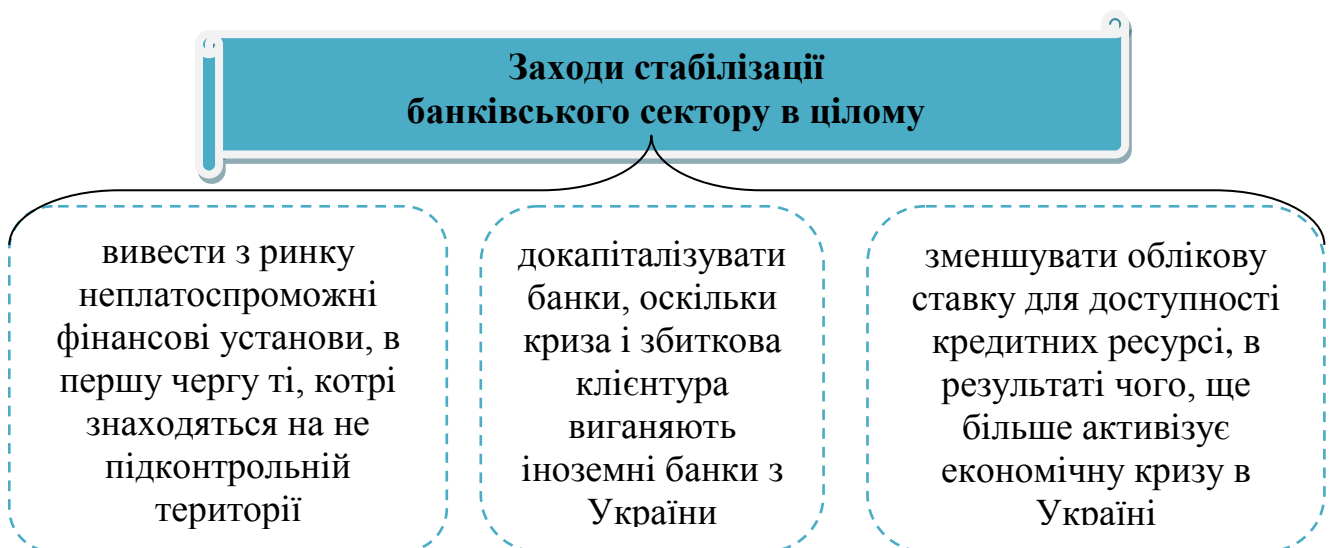 Заходи стабілізації
банківського сектору в цілому
вивести з ринку
неплатоспроможні
фінансові установи, в
першу чергу ті, котрі
знаходяться на не
підконтрольній
території
докапіталізувати
банки, оскільки
криза і збиткова
клієнтура
виганяють
іноземні банки з
України
зменшувати облікову
ставку для доступності
кредитних ресурсі, в
результаті чого, ще
більше активізує
економічну кризу в
Україні